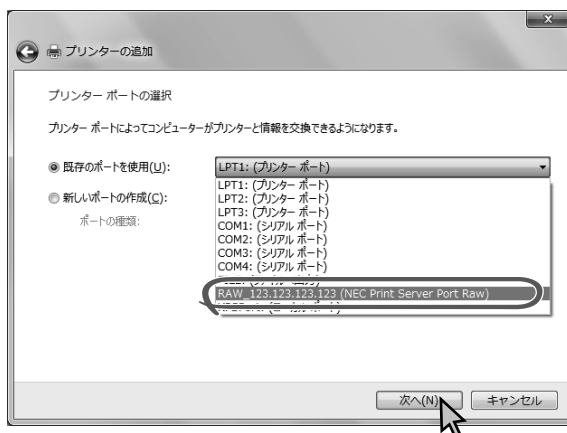 プリンターの追加
プリンター ポートの選択
プリンター ポートによってコンピューターがプリンターと情報を交換できるようになります。
既存のポートを使用(U):
LPT1: (プリンター ポート)
LPT1: (プリンター ポート)
LPT2: (プリンター ポート)
LPT3: (プリンター ポート)
COM1: (シリアル ポート)
COM2: (シリアル ポート)
COM3: (シリアル ポート)
COM4: (シリアル ポート)
RAW_123.123.123.123 (NEC Print Server Port Raw)
新しいポートの作成(C):
ポートの種類:
次へ(N)
キャンセル